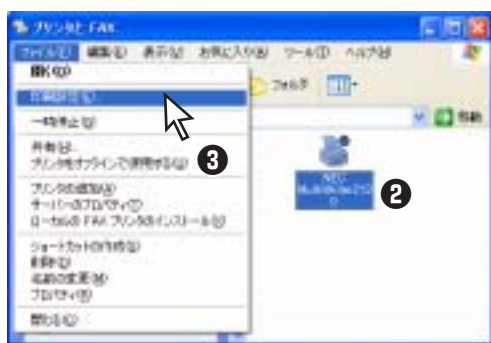 プリンタと FAX
ファイル(F) 編集(E) 表示(V) お気に入り(A) ツール(T) ヘルプ(H)
開く(O)
印刷設定(E)...
フォルダ
一時停止(G)
移動
共有(H)...
プリンタをオフラインで使用する(U)
❸
プリンタの追加(A)
サーバーのプロパティ(T)
ローカルの FAX プリンタのインストール(X)
NEC
❷
ショートカットの作成(S)
削除(D)
名前の変更(M)
プロパティ(R)
閉じる(C)